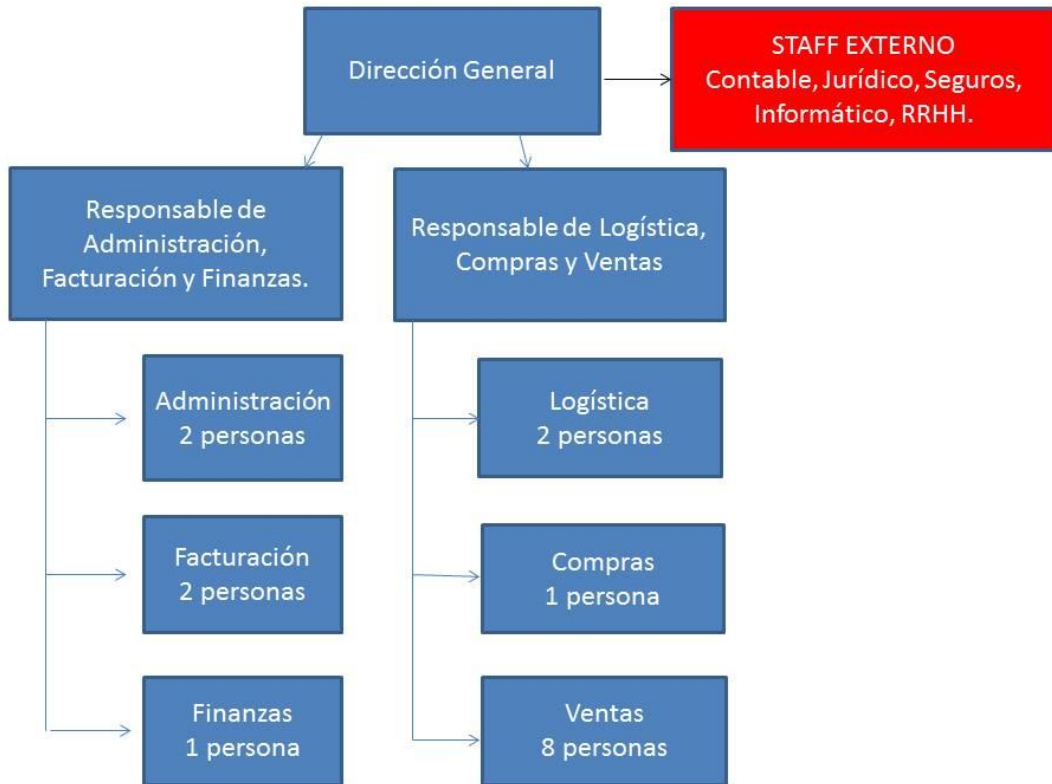 Dirección General
STAFF EXTERNO
Contable, Jurídico, Seguros,
Informático, RRHH.
Responsable de
Administración,
Facturación y Finanzas.
Responsable de Logística,
Compras y Ventas
Administración
2 personas
Logística
2 personas
Facturación
2 personas
Compras
1 persona
Finanzas
1 persona
Ventas
8 personas